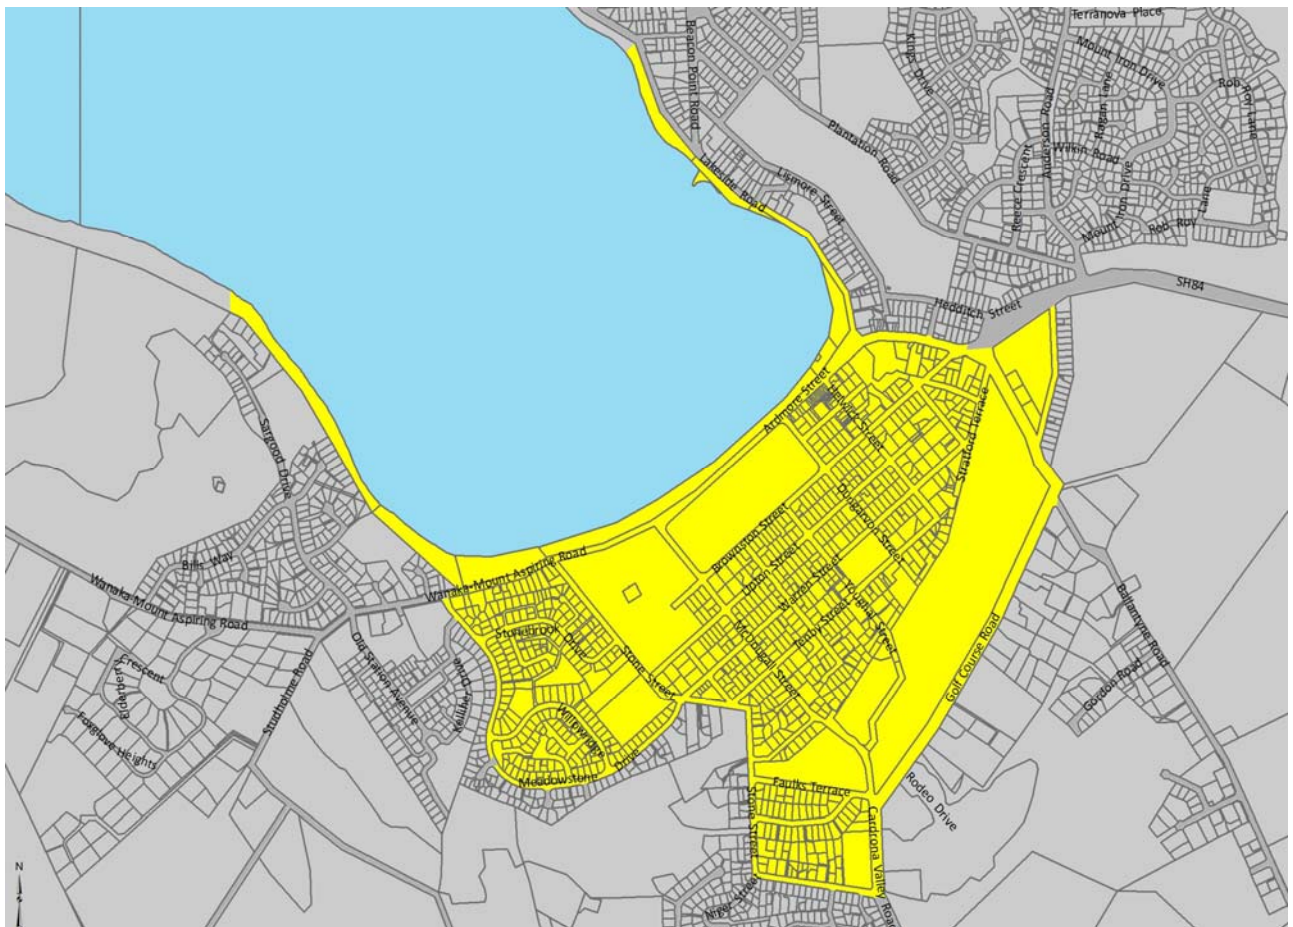 Terranova Place
Beacon Point Road
Kings Drive
Mount Iron Drive
Rob Roy Lane
Ragan Lane
Anderson Road
Plantation Road
Wilkin Road
Reece Crescent
Lismore Street
Lakeside Road
Mount Iron Drive
Rob Roy Lane
SH84
Hedditch Street
Ardmore Street
Helwick Street
Stratford Terrace
Sargood Drive
Dungarvon Street
Brownston Street
Bills Way
Wanaka-Mount Aspiring Road
Upton Street
Warren Street
Youghal Street
Tenby Street
Wanaka-Mount Aspiring Road
Ballantyne Road
Stonebrook Drive
McDougall Street
Old Station Avenue
Stone Street
Golf Course Road
Kelliher Drive
Studholme Road
Elderberry Crescent
Gordon Road
Foxglove Heights
Willowridge
Meadowstone Drive
Faulks Terrace
Rodeo Drive
Stone Street
Cardrona Valley Road
Niger Street
N